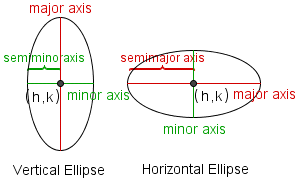 major axis
semiminor axis
(h,k) minor axis
Vertical Ellipse
semimajor axis
(h,k) major axis
minor axis
Horizontal Ellipse